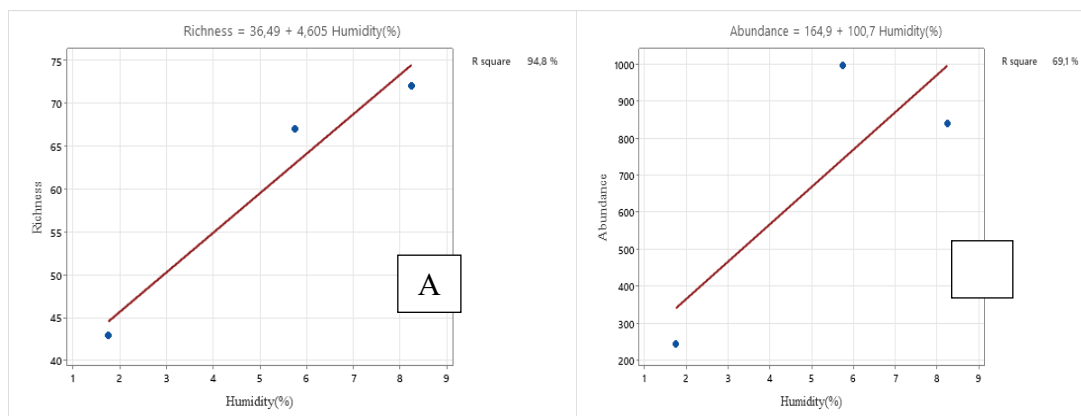 Richness = 36,49 + 4,605 Humidity(%)
R square 94,8 %
75
70
65
60
55
50
45
40
Richness
A
1 2 3 4 5 6 7 8 9
Humidity(%)
Abundance = 164,9 + 100,7 Humidity(%)
R square 69,1 %
1000
900
800
700
600
500
400
300
200
Abundance
1 2 3 4 5 6 7 8 9
Humidity(%)